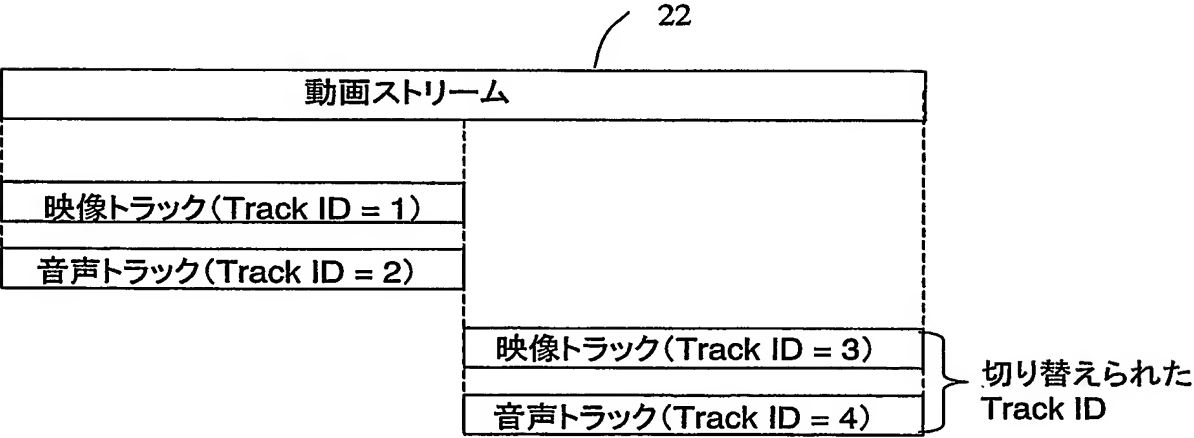 22
動画ストリーム
映像トラック(Track ID = 1)
音声トラック(Track ID = 2)
映像トラック(Track ID = 3)
音声トラック(Track ID = 4)
切り替えられた
Track ID